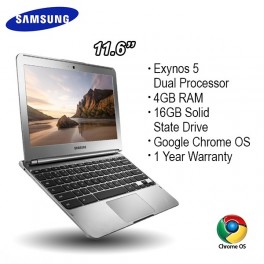 SAMSUNG
11.6”
• Exynos 5
Dual Processor
• 4GB RAM
• 16GB Solid
State Drive
• Google Chrome OS
• 1 Year Warranty
SAMSUNG
Chrome OS